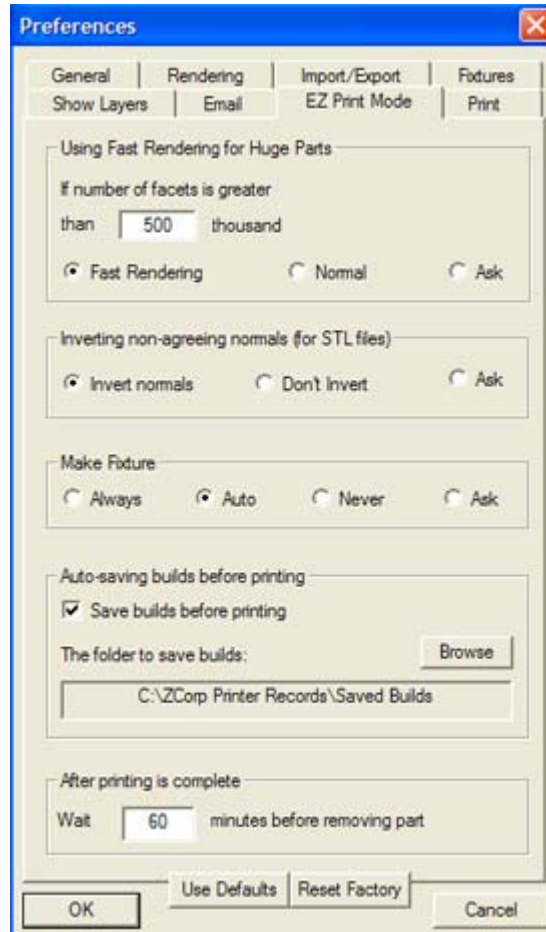 Preferences
General Rendering Import/Export Fixtures
Show Layers Email EZ Print Mode Print
Using Fast Rendering for Huge Parts
If number of facets is greater
than 500 thousand
Fast Rendering Normal Ask
Inverting non-agreeing normals (for STL files)
Invert normals Don't Invert Ask
Make Fixture
Always Auto Never Ask
Auto-saving builds before printing
Save builds before printing
The folder to save builds: Browse
C:\ZCorp Printer Records\Saved Builds
After printing is complete
Wait 60 minutes before removing part
Use Defaults Reset Factory
OK Cancel